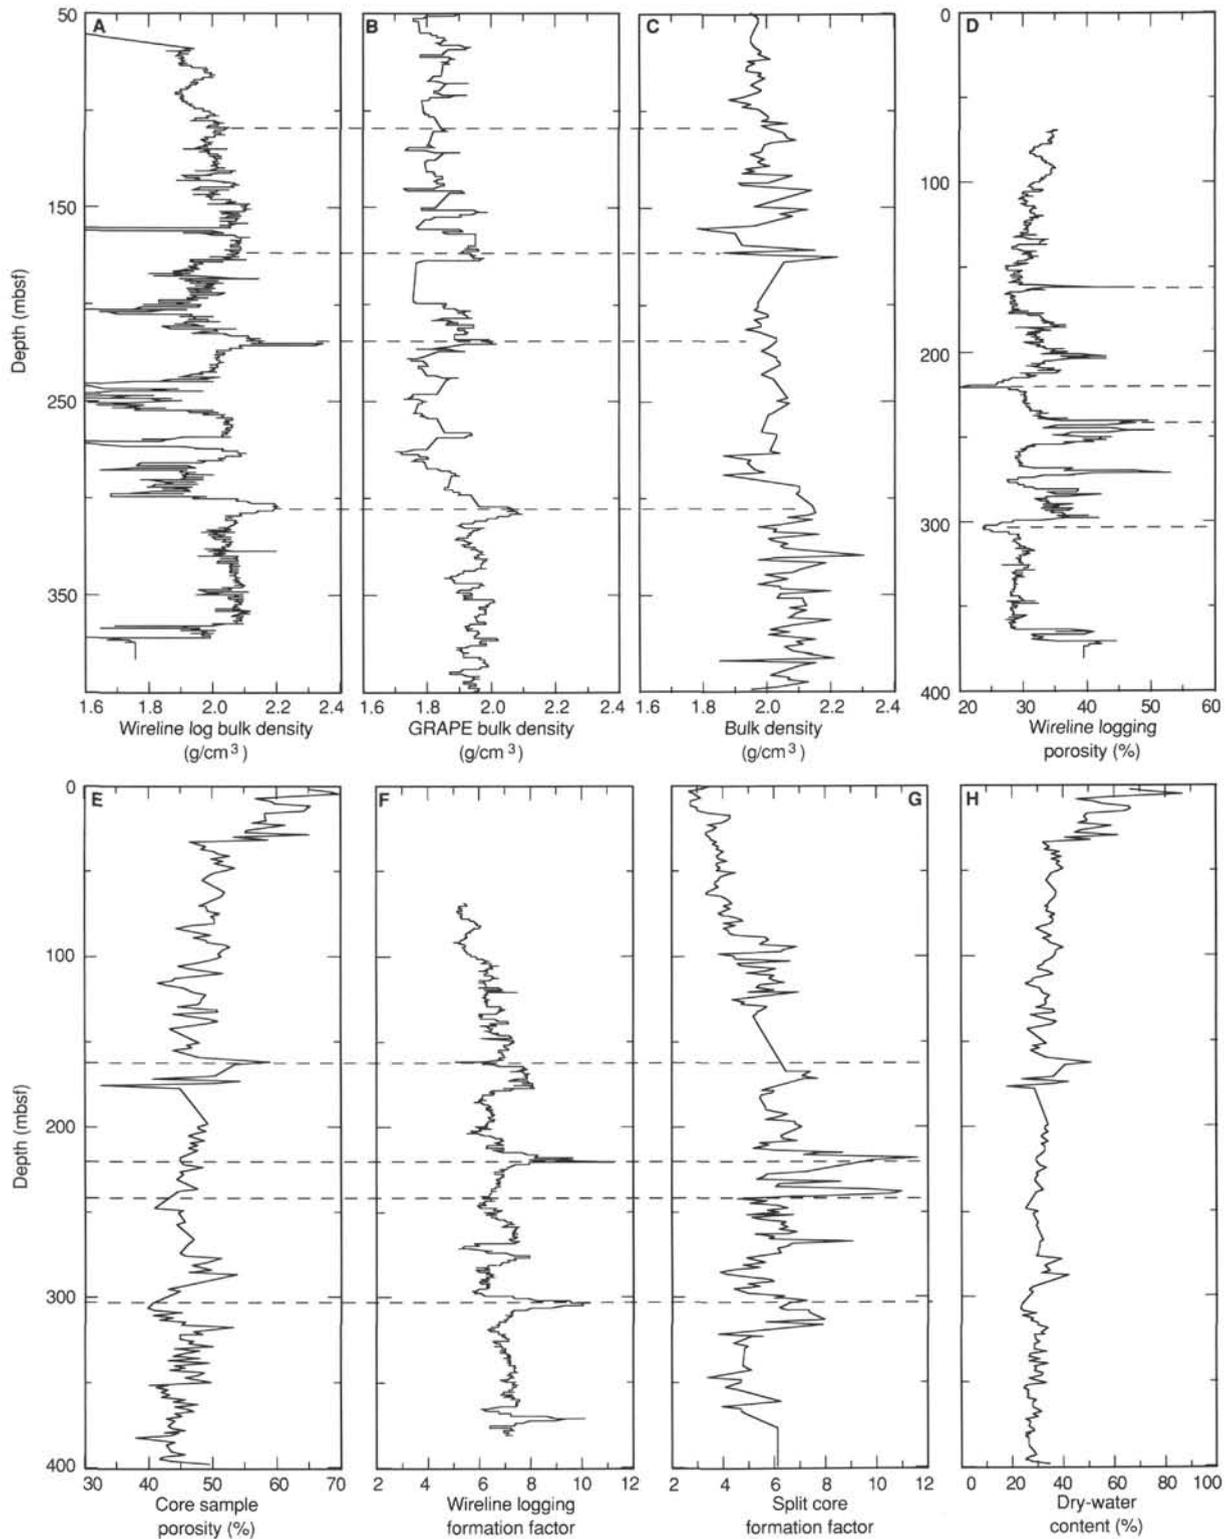 A
B
C
D
50
150
250
350
Depth (mbsf)
0
100
200
300
400
1.6 1.8 2.0 2.2 2.4
Wireline log bulk density
(g/cm3)
1.6 1.8 2.0 2.2 2.4
GRAPE bulk density
(g/cm3)
1.6 1.8 2.0 2.2 2.4
Bulk density
(g/cm3)
20 30 40 50 60
Wireline logging
porosity (%)
E
F
G
H
0
100
200
300
400
Depth (mbsf)
30 40 50 60 70
Core sample
porosity (%)
2 4 6 8 10 12
Wireline logging
formation factor
2 4 6 8 10 12
Split core
formation factor
0 20 40 60 80 100
Dry-water
content (%)